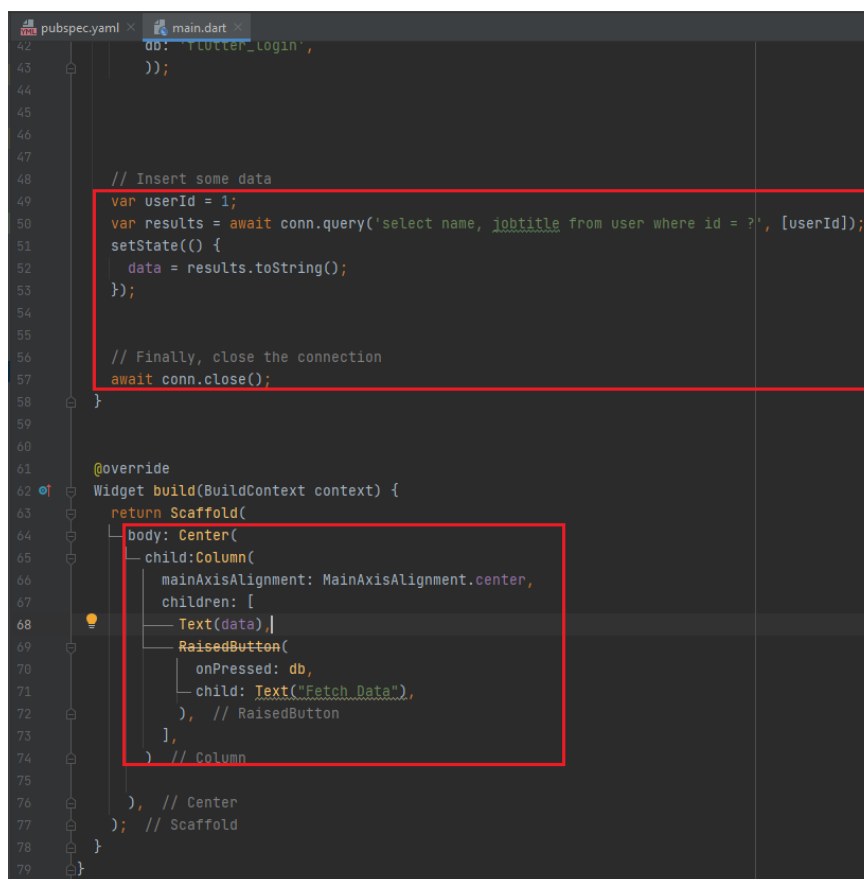 pubspec.yaml main.dart
42 db: 'flutter_login',
43 ));
44
45
46
47
48 // Insert some data
49 var userId = 1;
50 var results = await conn.query('select name, jobtitle from user where id = ?', [userId]);
51 setState(() {
52 data = results.toString();
53 });
54
55
56 // Finally, close the connection
57 await conn.close();
58 }
59
60
61 @override
62 Widget build(BuildContext context) {
63 return Scaffold(
64 body: Center(
65 child:Column(
66 mainAxisAlignment: MainAxisAlignment.center,
67 children: [
68 Text(data),
69 RaisedButton(
70 onPressed: db,
71 child: Text("Fetch Data"),
72 ), // RaisedButton
73 ],
74 ) // Column
75
76 ), // Center
77 ); // Scaffold
78 }
79 }